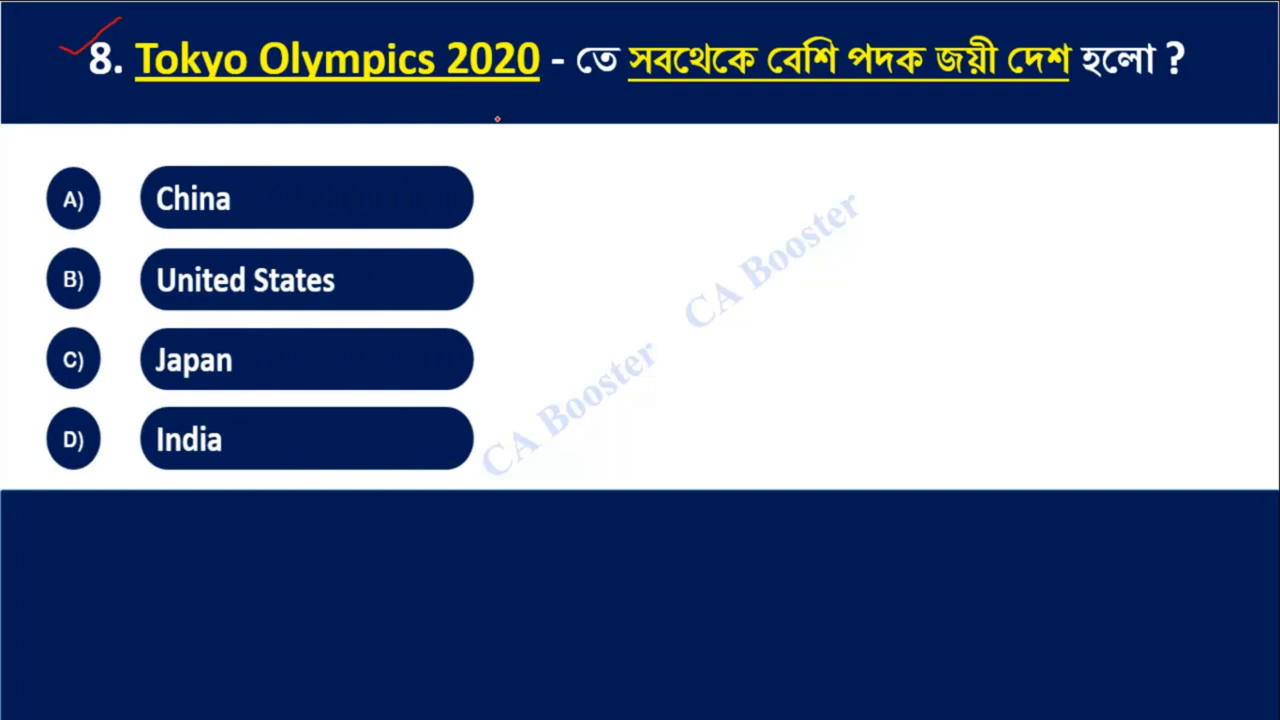 8. Tokyo Olympics 2020 - তে সবথেকে বেশি পদক জয়ী দেশ হলো ?
A) China
B) United States
C) Japan
D) India
CA Booster
CA Booster